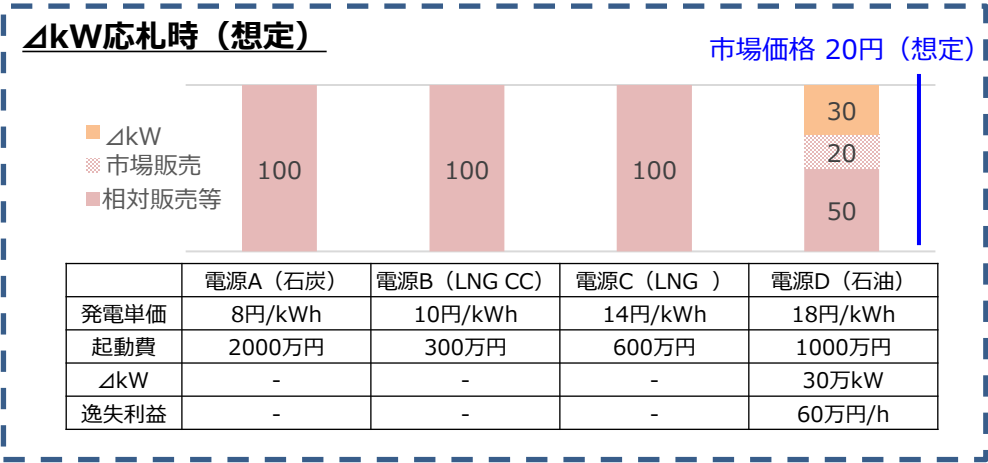 ⊿kW応札時（想定）
市場価格 20円（想定）
⊿kW
市場販売
相対販売等
100
100
100
30
20
50
電源A（石炭） 電源B（LNG CC） 電源C（LNG ） 電源D（石油）
発電単価 8円/kWh 10円/kWh 14円/kWh 18円/kWh
起動費 2000万円 300万円 600万円 1000万円
⊿kW - - - 30万kW
逸失利益 - - - 60万円/h